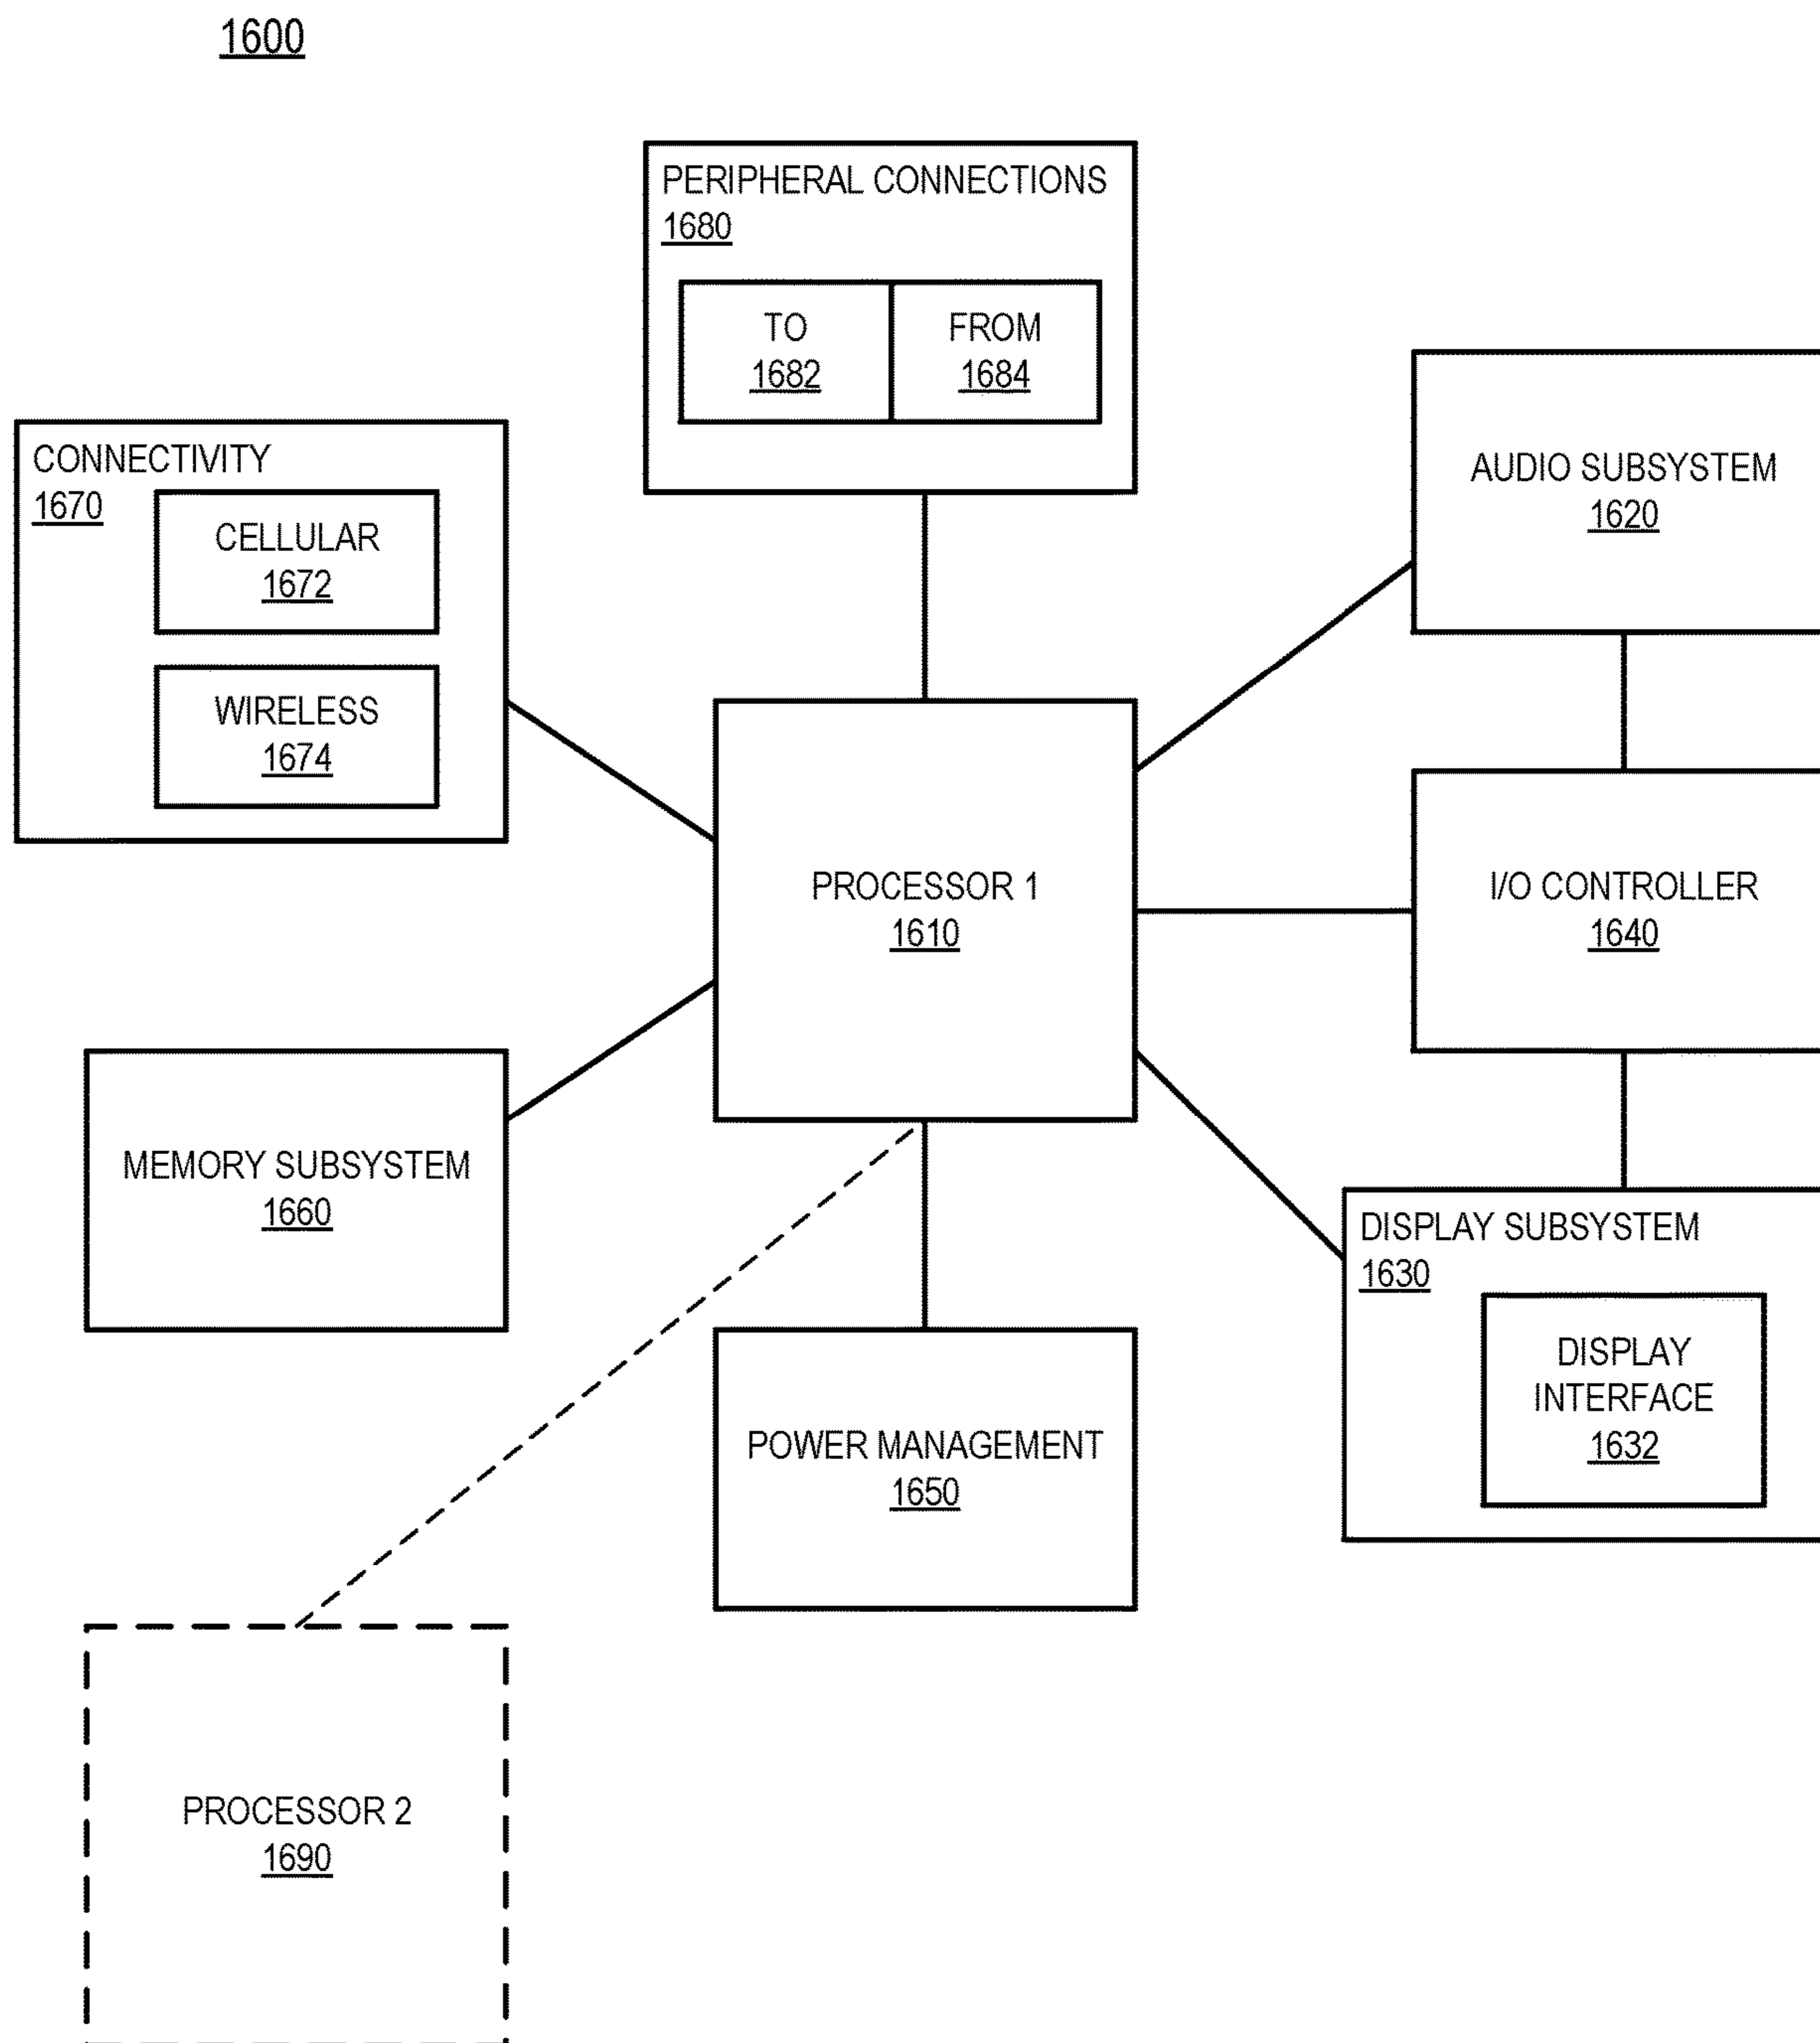 1600
PERIPHERAL CONNECTIONS
1680
TO
1682
FROM
1684
CONNECTIVITY
1670
CELLULAR
1672
WIRELESS
1674
AUDIO SUBSYSTEM
1620
PROCESSOR 1
1610
I/O CONTROLLER
1640
MEMORY SUBSYSTEM
1660
DISPLAY SUBSYSTEM
1630
DISPLAY
INTERFACE
1632
POWER MANAGEMENT
1650
PROCESSOR 2
1690